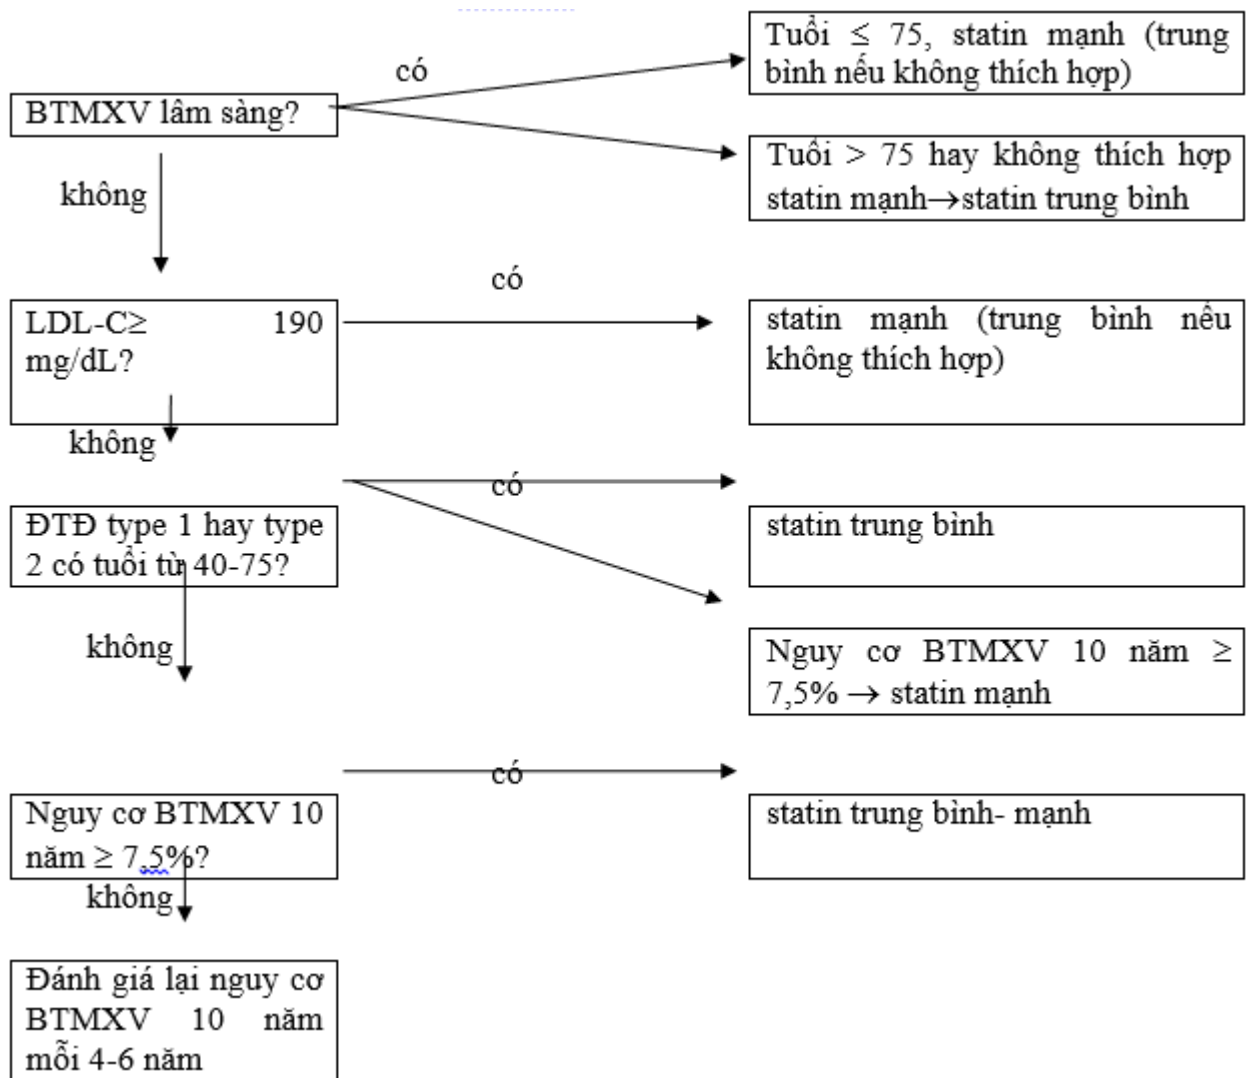 có
Tuổi ≤ 75, statin mạnh (trung
bình nếu không thích hợp)
BTMXV lâm sàng?
Tuổi > 75 hay không thích hợp
statin mạnh→statin trung bình
không
có
LDL-C≥ 190
mg/dL?
statin mạnh (trung bình nếu
không thích hợp)
không
có
ĐTĐ type 1 hay type
2 có tuổi từ 40-75?
statin trung bình
không
Nguy cơ BTMXV 10 năm ≥
7,5% → statin mạnh
có
Nguy cơ BTMXV 10
năm ≥ 7,5%?
statin trung bình- mạnh
không
Đánh giá lại nguy cơ
BTMXV 10 năm
mỗi 4-6 năm